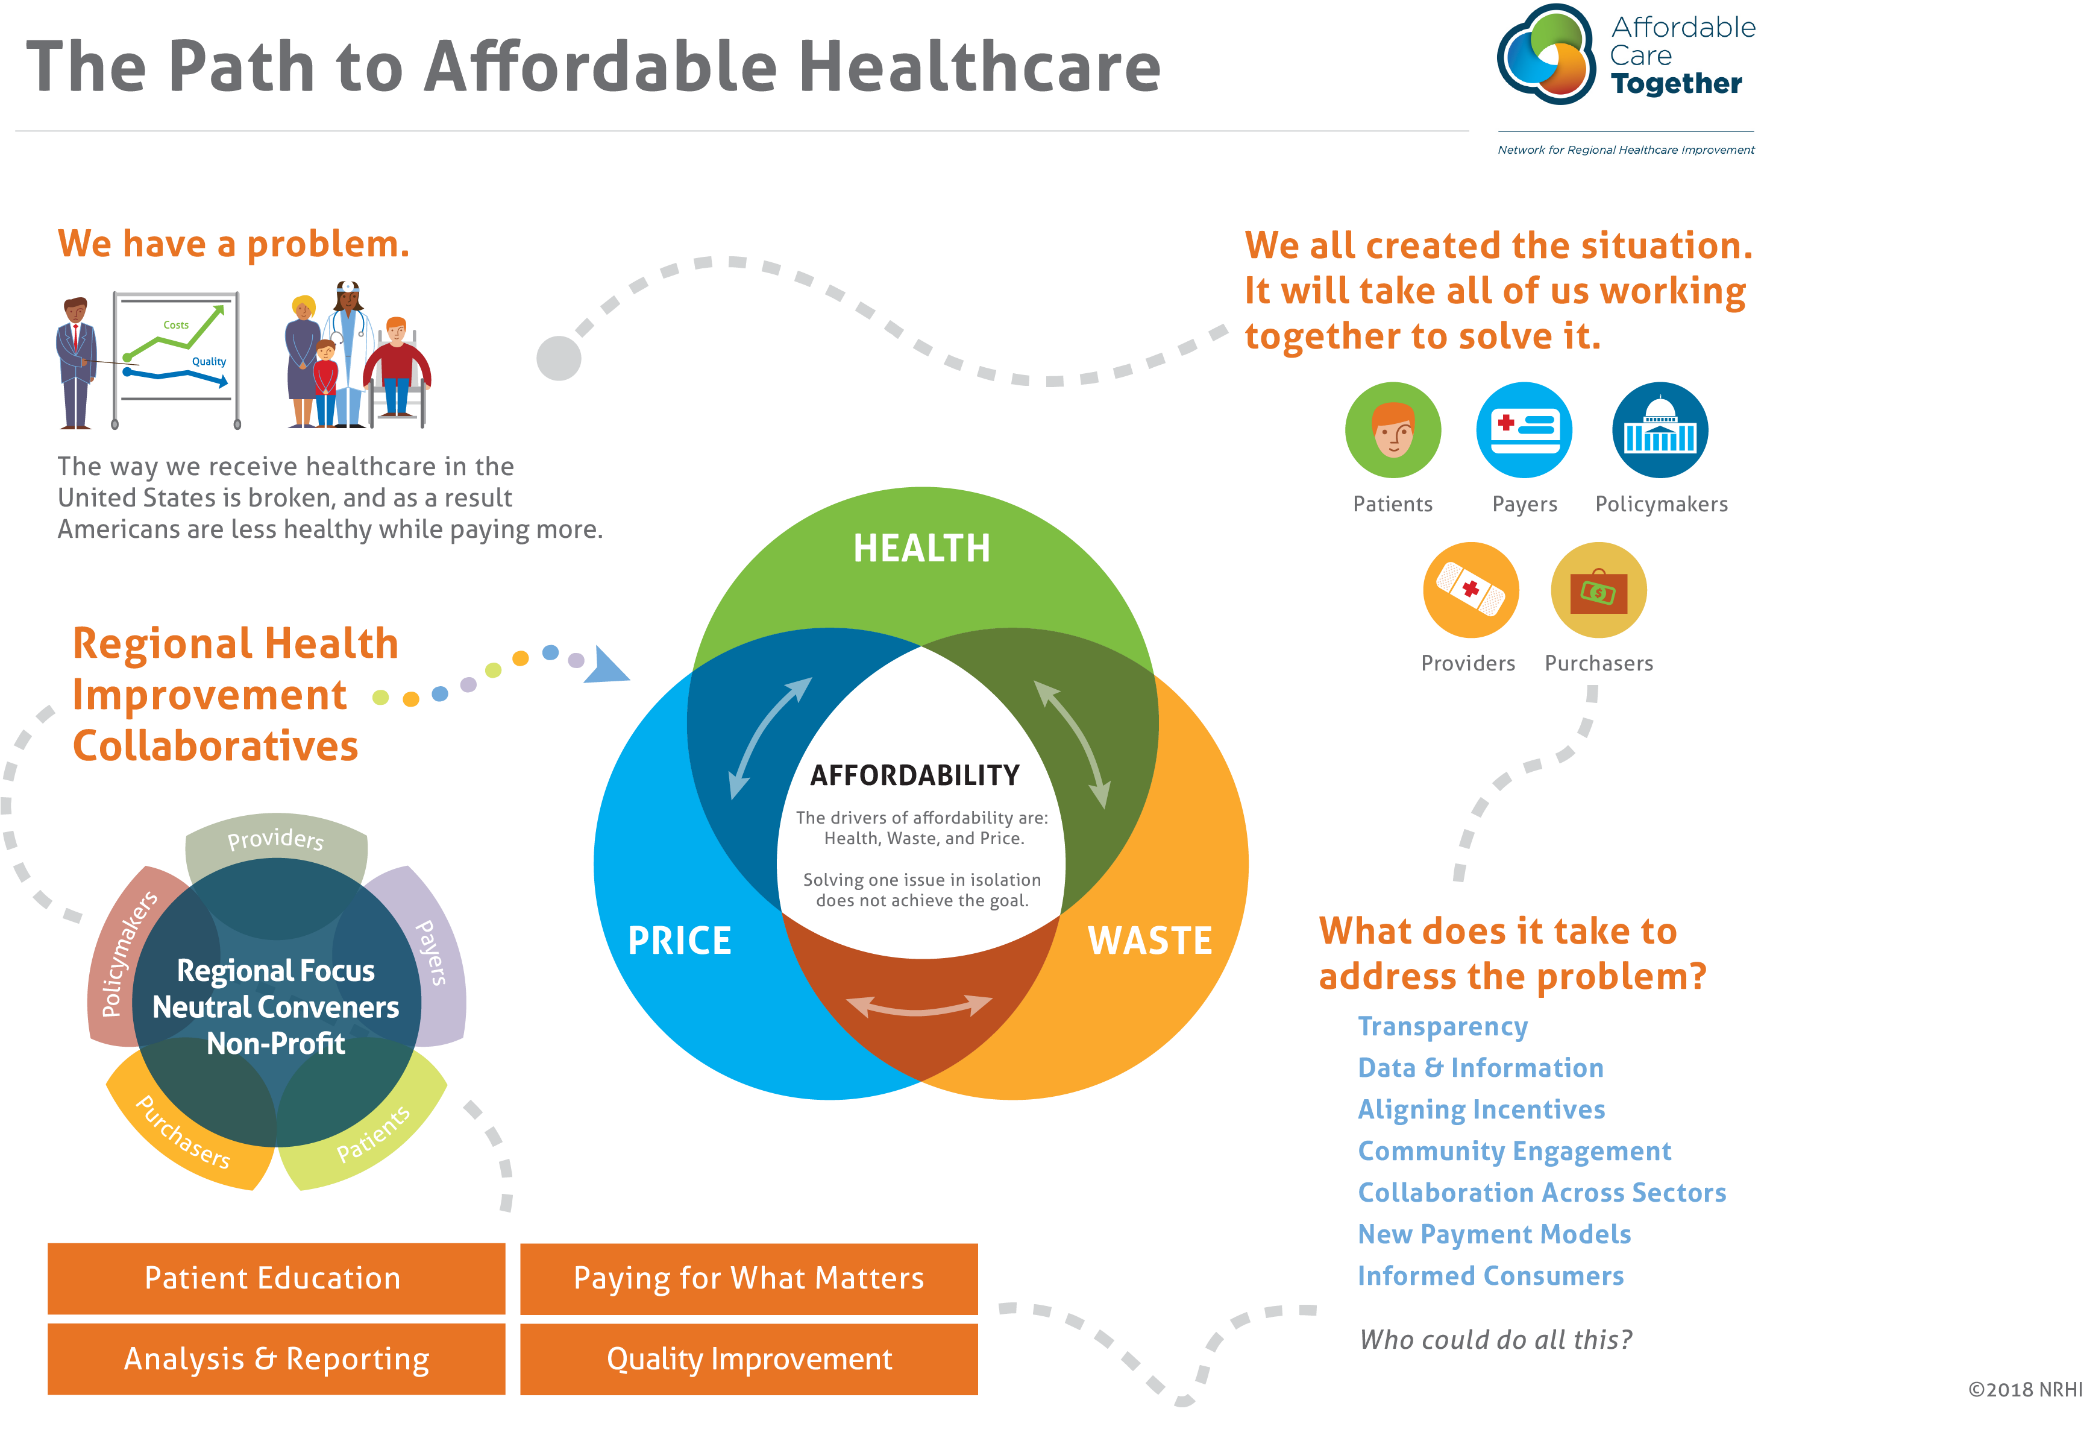 The Path to Affordable Healthcare
Affordable
Care
Together
Network for Regional Healthcare Improvement
We have a problem.
Costs
Quality
The way we receive healthcare in the
United States is broken, and as a result
Americans are less healthy while paying more.
We all created the situation.
It will take all of us working
together to solve it.
Patients
Payers
Policymakers
Providers
Purchasers
What does it take to
address the problem?
Transparency
Data & Information
Aligning Incentives
Community Engagement
Collaboration Across Sectors
New Payment Models
Informed Consumers
Who could do all this?
Patient Education
Paying for What Matters
Analysis & Reporting
Quality Improvement
Regional Health
Improvement
Collaboratives
Providers
Policymakers
Payers
Regional Focus
Neutral Conveners
Non-Profit
Purchasers
Patients
HEALTH
AFFORDABILITY
The drivers of affordability are:
Health, Waste, and Price.
Solving one issue in isolation
does not achieve the goal.
PRICE
WASTE
©2018 NRHI